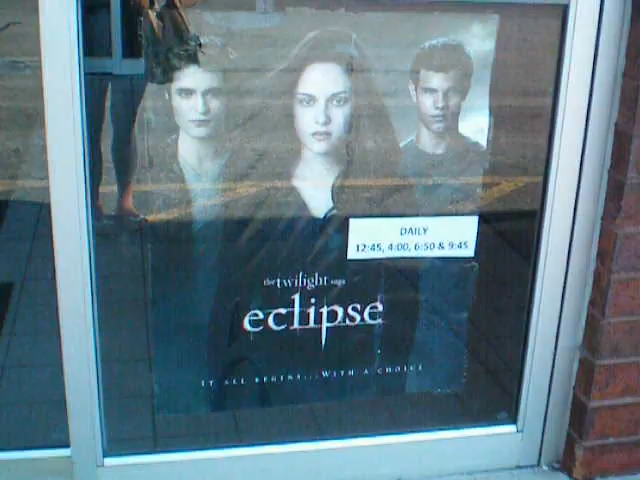 DAILY
12:45, 4:00, 6:50 & 9:45
the twilight saga
eclipse
IT ALL BEGINS... WITH A CHOICE